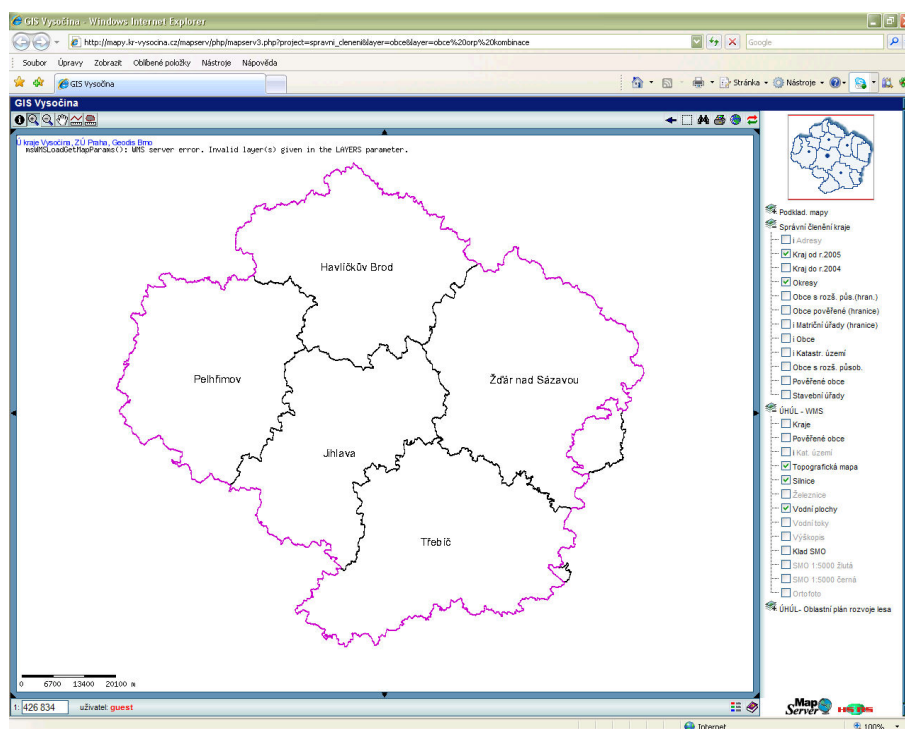 GIS Vysočina - Windows Internet Explorer
http://mapy.kr-vysocina.cz/mapserv/php/mapserv3.php?project=spravni_cleneni&layer=obce&layer=obce%20orp%20kombinace
Google
Soubor Úpravy Zobrazit Oblíbené položky Nástroje Nápověda
GIS Vysočina
Stránka
Nástroje
GIS Vysočina
Ú kraje Vysočina, ZÚ Praha, Geodis Brno
msWMSLoadGetMapParams(): WMS server error. Invalid layer(s) given in the LAYERS parameter.
Havlíčkův Brod
Pelhřimov
Žďár nad Sázavou
Jihlava
Třebíč
0 6700 13400 20100 m
1: 426 834
uživatel: guest
Podklad. mapy
Správní členění kraje
i Adresy
Kraj od r.2005
Kraj do r.2004
Okresy
Obce s rozš. půs.(hran.)
Obce pověřené (hranice)
i Matriční úřady (hranice)
i Obce
i Katastr. území
Obce s rozš. působ.
Pověřené obce
Stavební úřady
ÚHÚL - WMS
Kraje
Pověřené obce
i Kat. území
Topografická mapa
Silnice
Železnice
Vodní plochy
Vodní toky
Výškopis
Klad SMO
SMO 1:5000 žlutá
SMO 1:5000 černá
Ortofoto
ÚHÚL- Oblastní plán rozvoje lesa
Map
Server
HS RS
Internet
100%